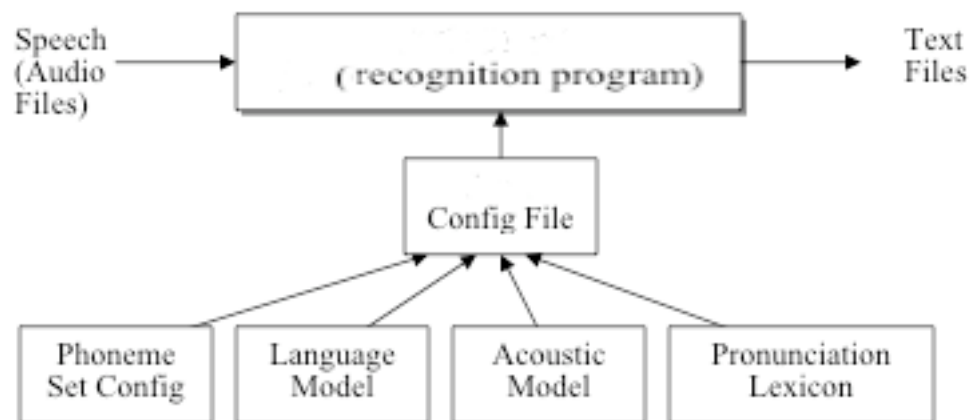 Speech
(Audio
Files)
(recognition program)
Text
Files
Config File
Phoneme
Set Config
Language
Model
Acoustic
Model
Pronunciation
Lexicon